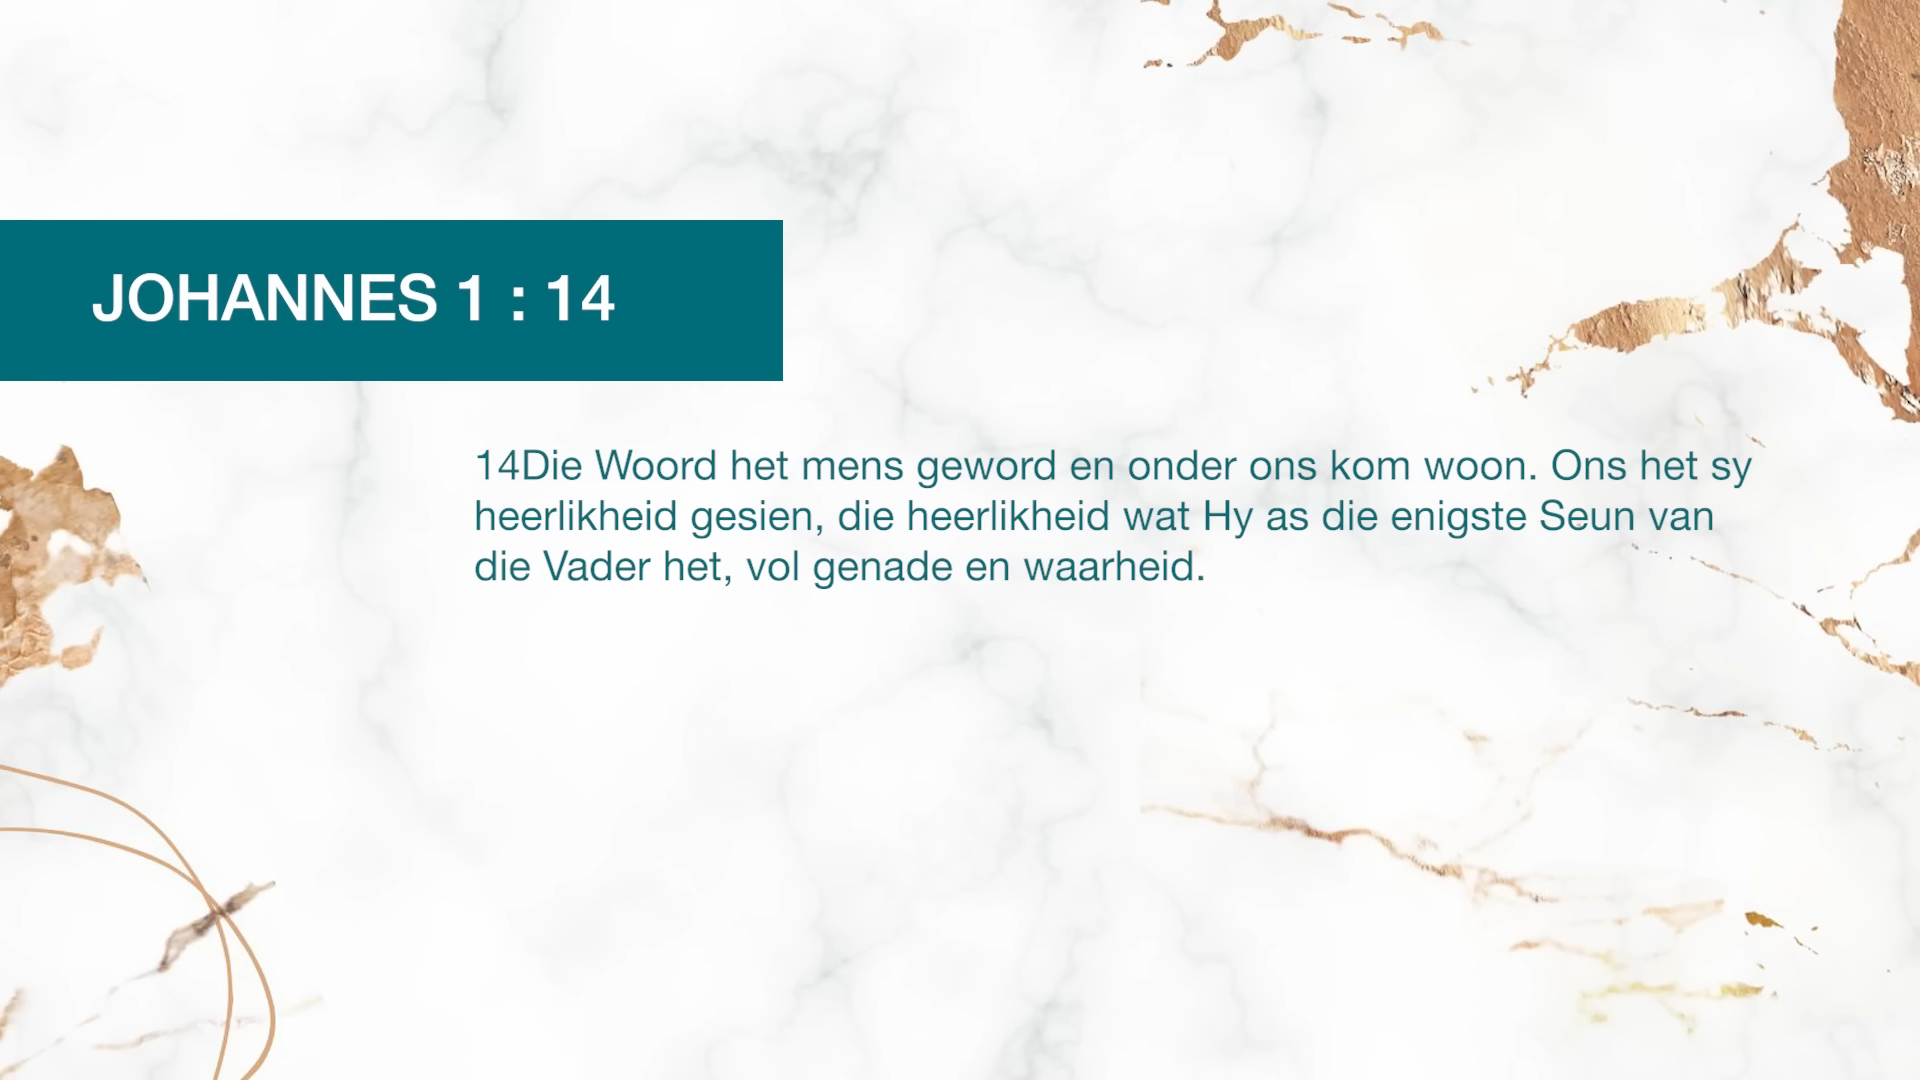 JOHANNES 1 : 14
14Die Woord het mens geword en onder ons kom woon. Ons het sy
heerlikheid gesien, die heerlikheid wat Hy as die enigste Seun van
die Vader het, vol genade en waarheid.